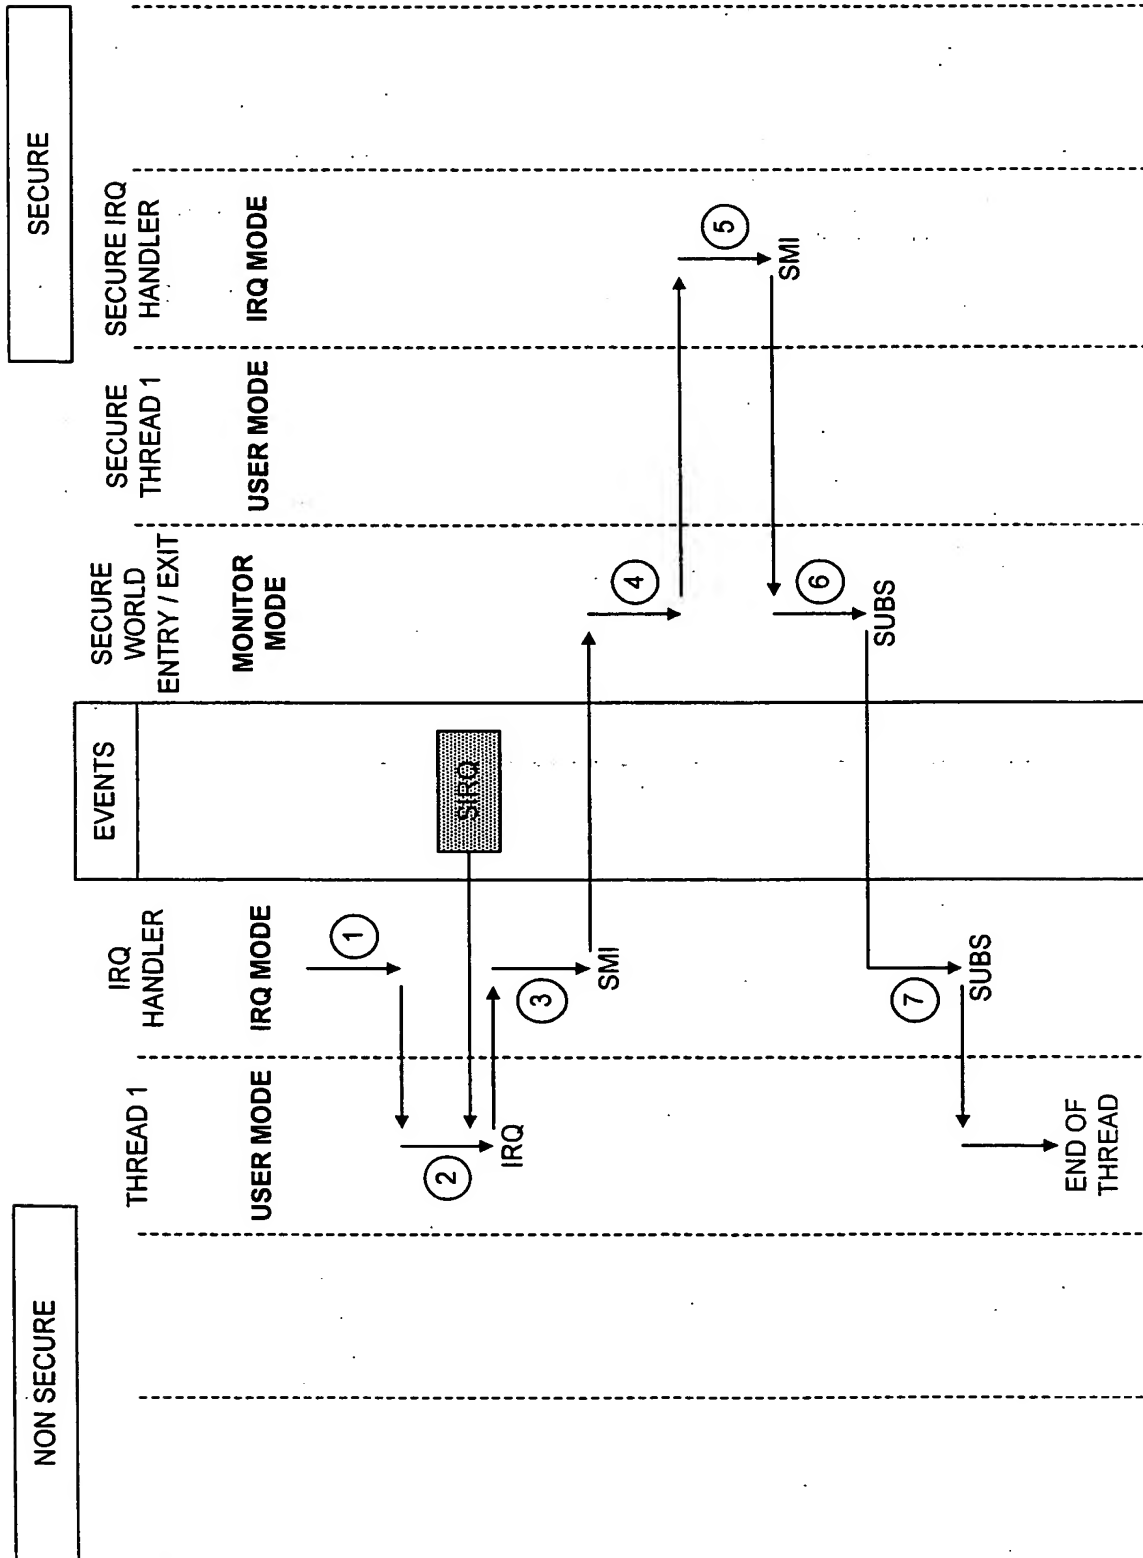 NON SECURE
SECURE
THREAD 1
USER MODE
IRQ
HANDLER
IRQ MODE
EVENTS
SECURE
WORLD
ENTRY / EXIT
MONITOR
MODE
SECURE
THREAD 1
USER MODE
SECURE IRQ
HANDLER
IRQ MODE
1
2
SIRQ
IRQ
3
SMI
4
5
SMI
6
SUBS
7
SUBS
END OF
THREAD